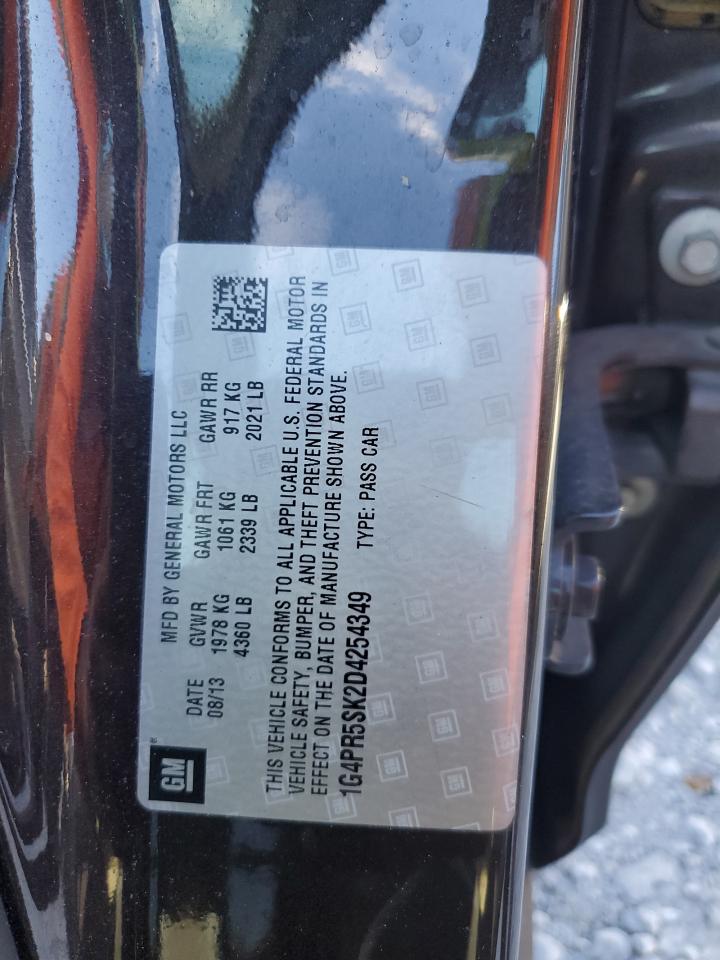 GM
MFD BY GENERAL MOTORS LLC
DATE GVWR GAWR FRT GAWR RR
08/13 1978 KG 1061 KG 917 KG
4360 LB 2339 LB 2021 LB
THIS VEHICLE CONFORMS TO ALL APPLICABLE U.S. FEDERAL MOTOR
VEHICLE SAFETY, BUMPER, AND THEFT PREVENTION STANDARDS IN
EFFECT ON THE DATE OF MANUFACTURE SHOWN ABOVE.
1G4PR5SK2D4254349 TYPE: PASS CAR